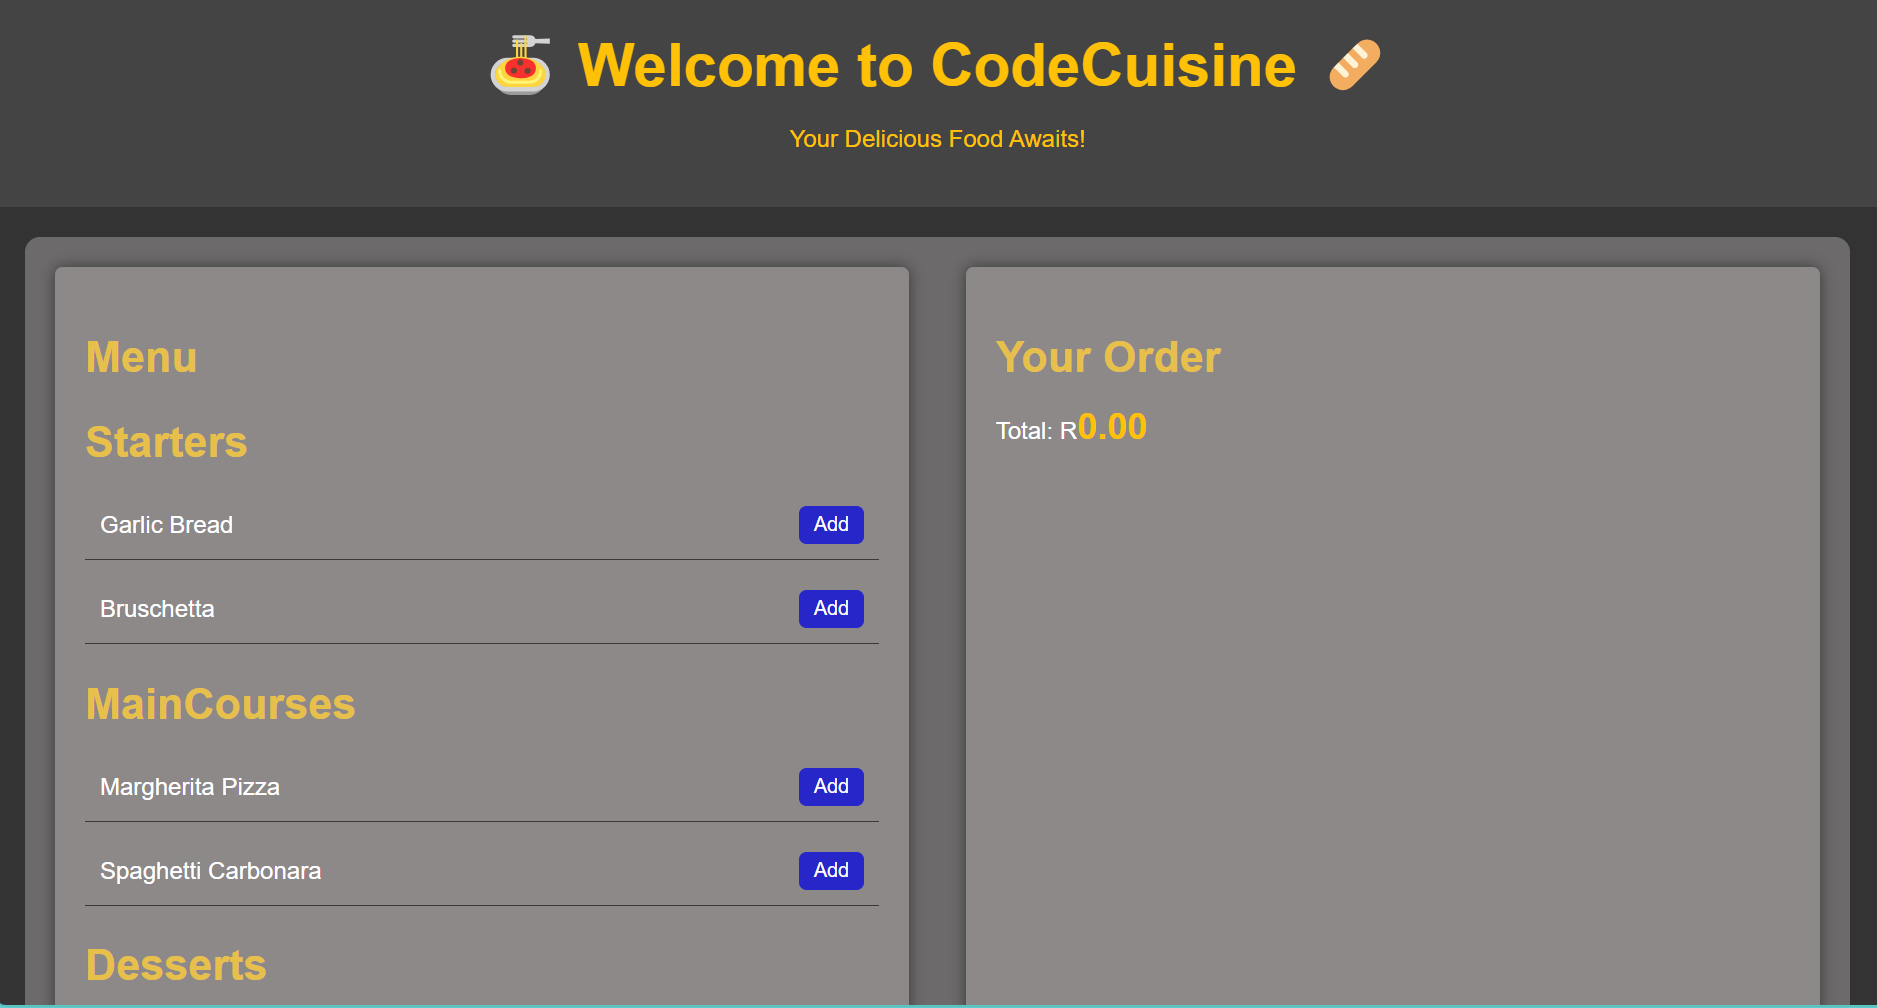 Welcome to CodeCuisine
Your Delicious Food Awaits!
Menu
Starters
Garlic Bread
Add
Bruschetta
Add
MainCourses
Margherita Pizza
Add
Spaghetti Carbonara
Add
Desserts
Your Order
Total: R0.00